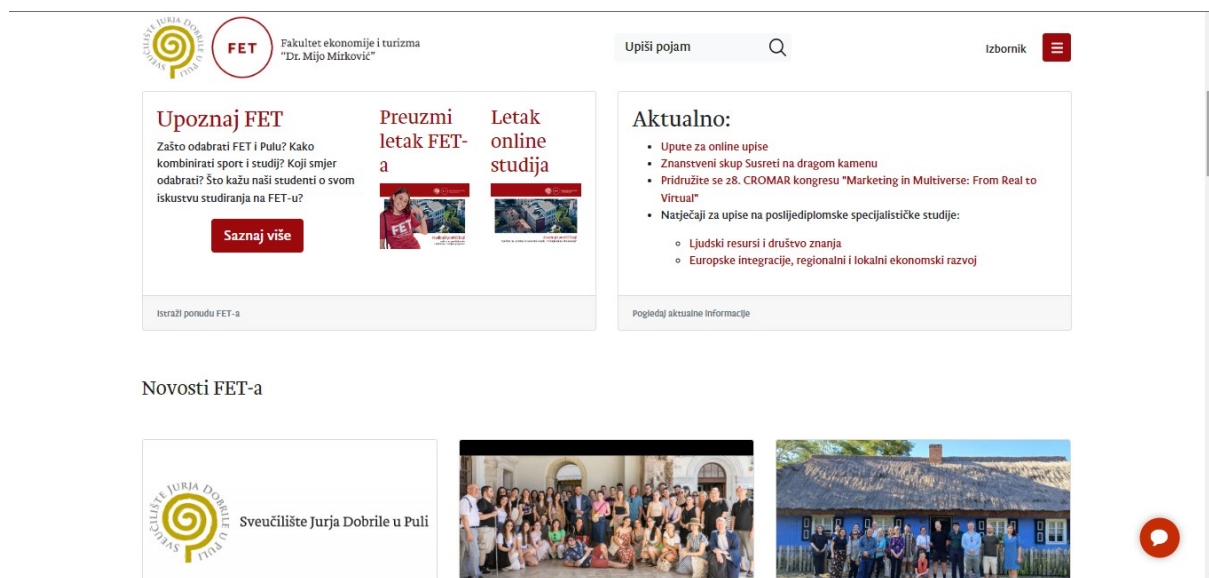 SVEUČILIŠTE JURJA DOBRILE U PULI
FET
Fakultet ekonomije i turizma
"Dr. Mijo Mirković"
Upiši pojam
Izbornik
Upoznaj FET
Zašto odabrati FET i Pulu? Kako
kombinirati sport i studij? Koji smjer
odabrati? Što kažu naši studenti o svom
iskustvu studiranja na FET-u?
Saznaj više
Preuzmi
letak FET-
a
Letak
online
studija
FET
Istraži ponudu FET-a
Aktualno:
Upute za online upise
Znanstveni skup Susreti na dragom kamenu
Pridružite se 28. CROMAR kongresu "Marketing in Multiverse: From Real to
Virtual"
Natječaji za upise na poslijediplomske specijalističke studije:
Ljudski resursi i društvo znanja
Europske integracije, regionalni i lokalni ekonomski razvoj
Pogledaj aktualne informacije
Novosti FET-a
SVEUČILIŠTE JURJA DOBRILE U PULI
Sveučilište Jurja Dobrile u Puli